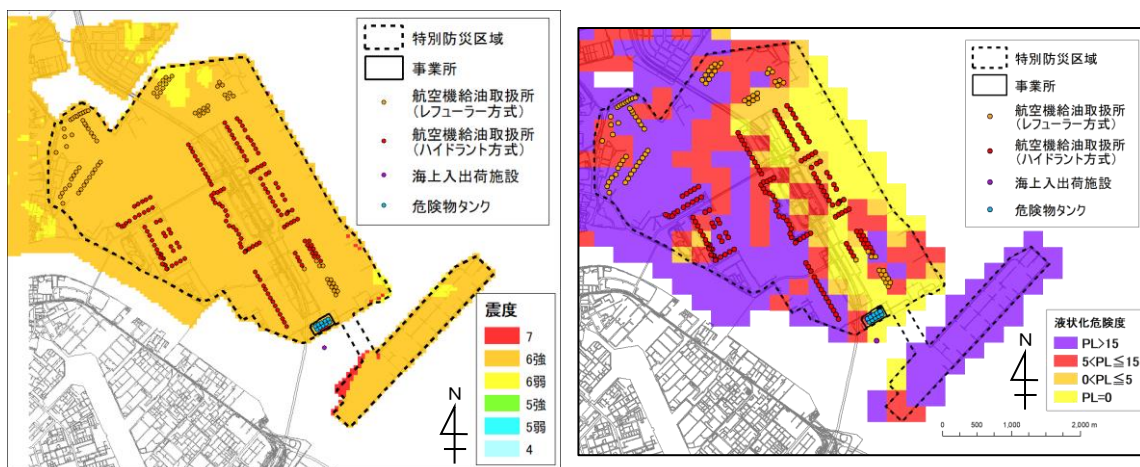 特別防災区域
事業所
航空機給油取扱所
(レフューラー方式)
航空機給油取扱所
(ハイドラント方式)
海上入出荷施設
危険物タンク
震度
7
6強
6弱
5強
5弱
4
N
特別防災区域
事業所
航空機給油取扱所
(レフューラー方式)
航空機給油取扱所
(ハイドラント方式)
海上入出荷施設
危険物タンク
液状化危険度
PL>15
5<PL≦15
0<PL≦5
PL=0
N
0 500 1,000 2,000 m